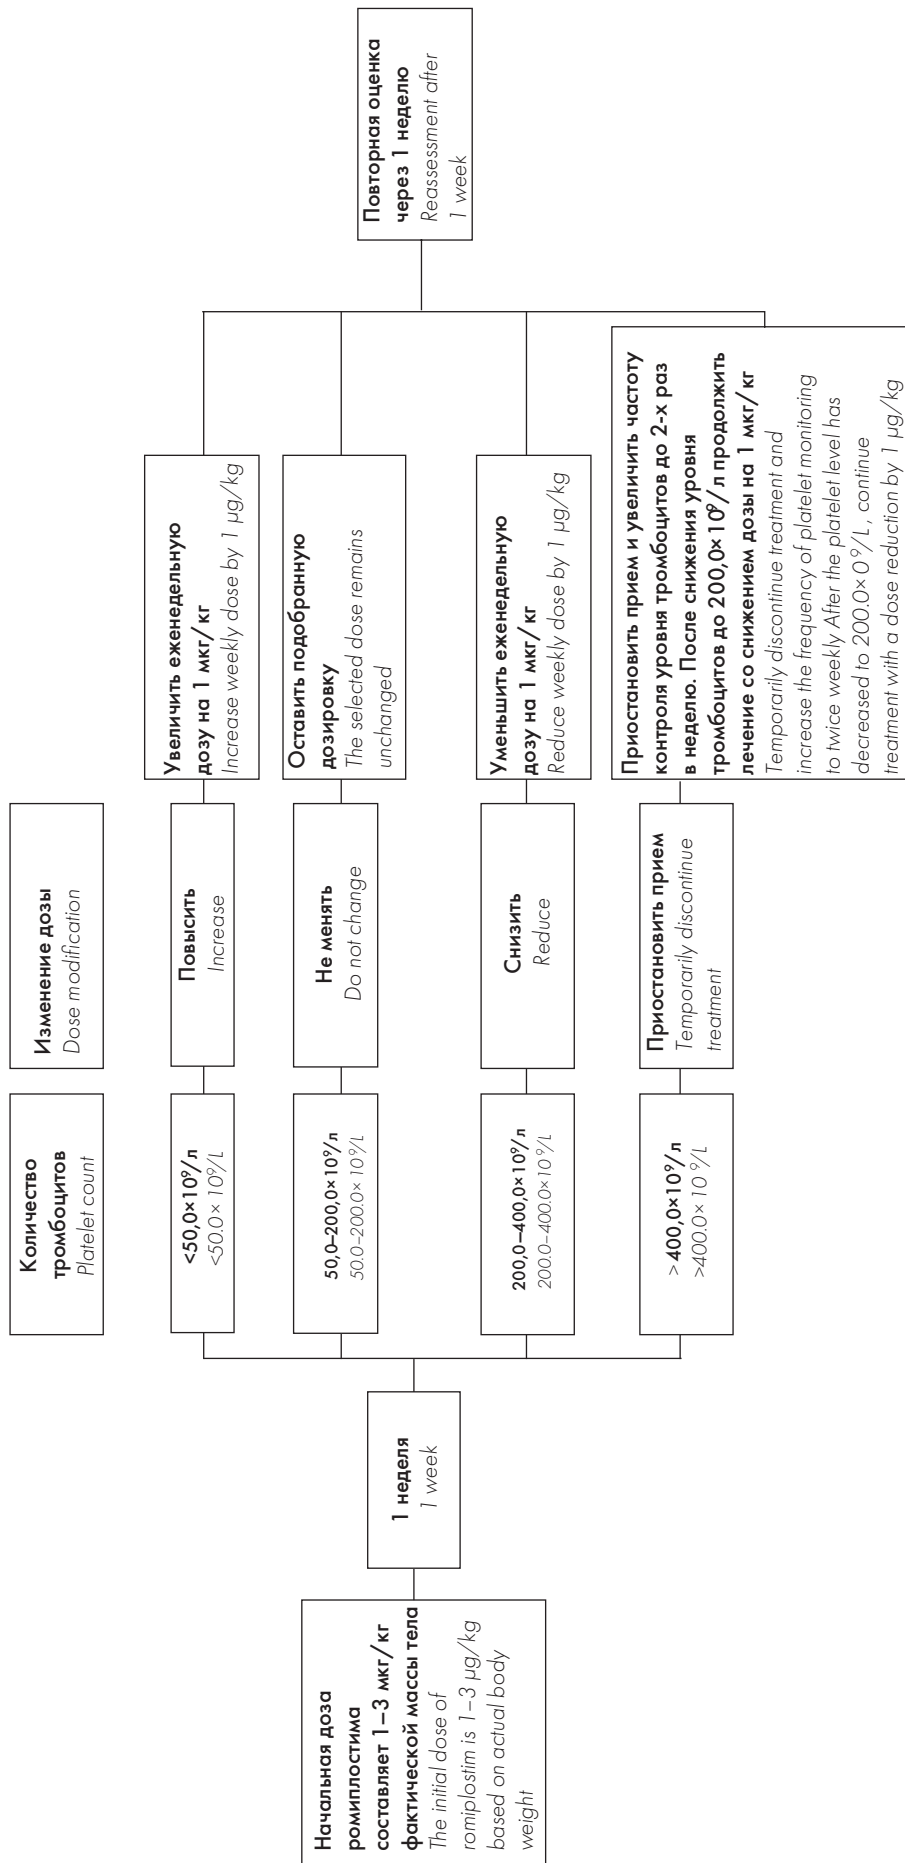 Количество
тромбоцитов
Platelet count
Изменение дозы
Dose modification
Начальная доза
ромиплостима
составляет 1–3 мкг/кг
фактической массы тела
The initial dose of
romiplostim is 1–3 µg/kg
based on actual body
weight
1 неделя
1 week
<50,0×10⁹/л
<50.0×10⁹/L
Повысить
Increase
Увеличить еженедельную
дозу на 1 мкг/кг
Increase weekly dose by 1 µg/kg
50,0–200,0×10⁹/л
50.0–200.0×10⁹/L
Не менять
Do not change
Оставить подобранную
дозировку
The selected dose remains
unchanged
200,0–400,0×10⁹/л
200.0–400.0×10⁹/L
Снизить
Reduce
Уменьшить еженедельную
дозу на 1 мкг/кг
Reduce weekly dose by 1 µg/kg
>400,0×10⁹/л
>400.0×10⁹/L
Приостановить прием
Temporarily discontinue
treatment
Приостановить прием и увеличить частоту
контроля уровня тромбоцитов до 2-х раз
в неделю. После снижения уровня
тромбоцитов до 200,0×10⁹/л продолжить
лечение со снижением дозы на 1 мкг/кг
Temporarily discontinue treatment and
increase the frequency of platelet monitoring
to twice weekly After the platelet level has
decreased to 200.0×0⁹/L, continue
treatment with a dose reduction by 1 µg/kg
Повторная оценка
через 1 неделю
Reassessment after
1 week